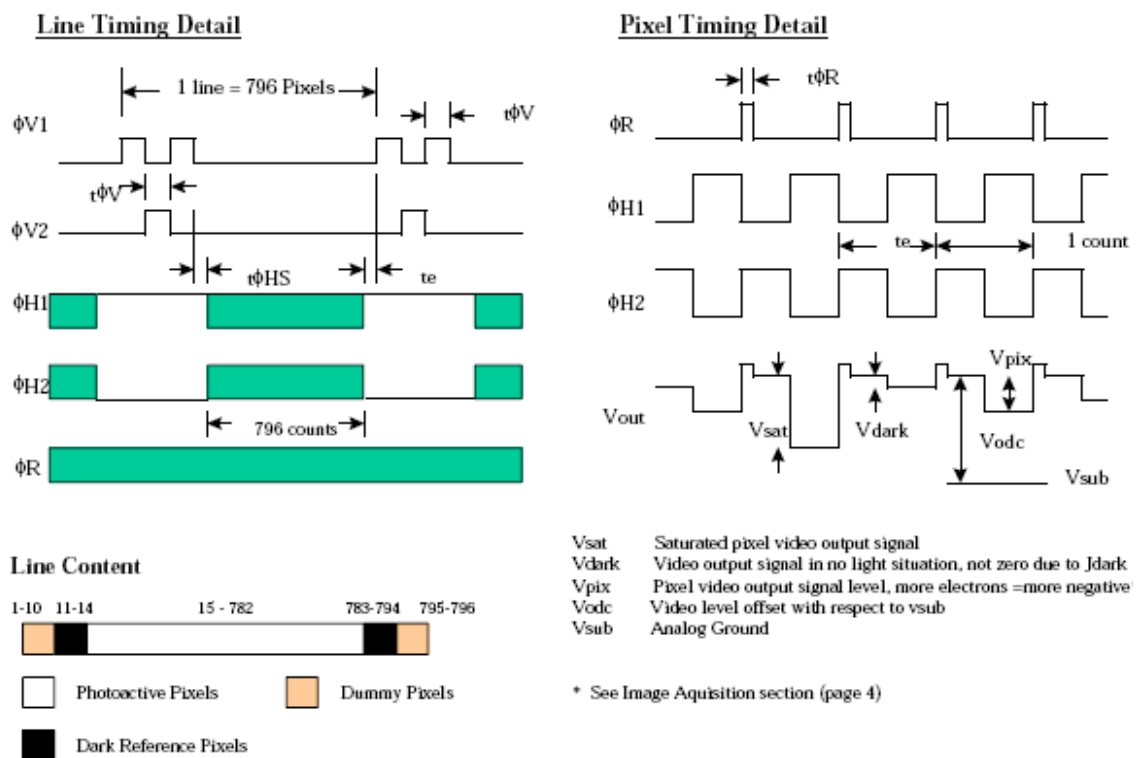 Line Timing Detail
1 line = 796 Pixels
tϕV
ϕV1
tϕV
ϕV2
tϕHS
te
ϕH1
ϕH2
796 counts
ϕR
Line Content
1-10 11-14 15 - 782 783-794 795-796
Photoactive Pixels
Dummy Pixels
Dark Reference Pixels
Pixel Timing Detail
tϕR
ϕR
ϕH1
te
1 count
ϕH2
Vpix
Vout
Vsat
Vdark
Vodc
Vsub
Vsat Saturated pixel video output signal
Vdark Video output signal in no light situation, not zero due to Jdark
Vpix Pixel video output signal level, more electrons =more negative*
Vodc Video level offset with respect to vsub
Vsub Analog Ground
* See Image Aquisition section (page 4)